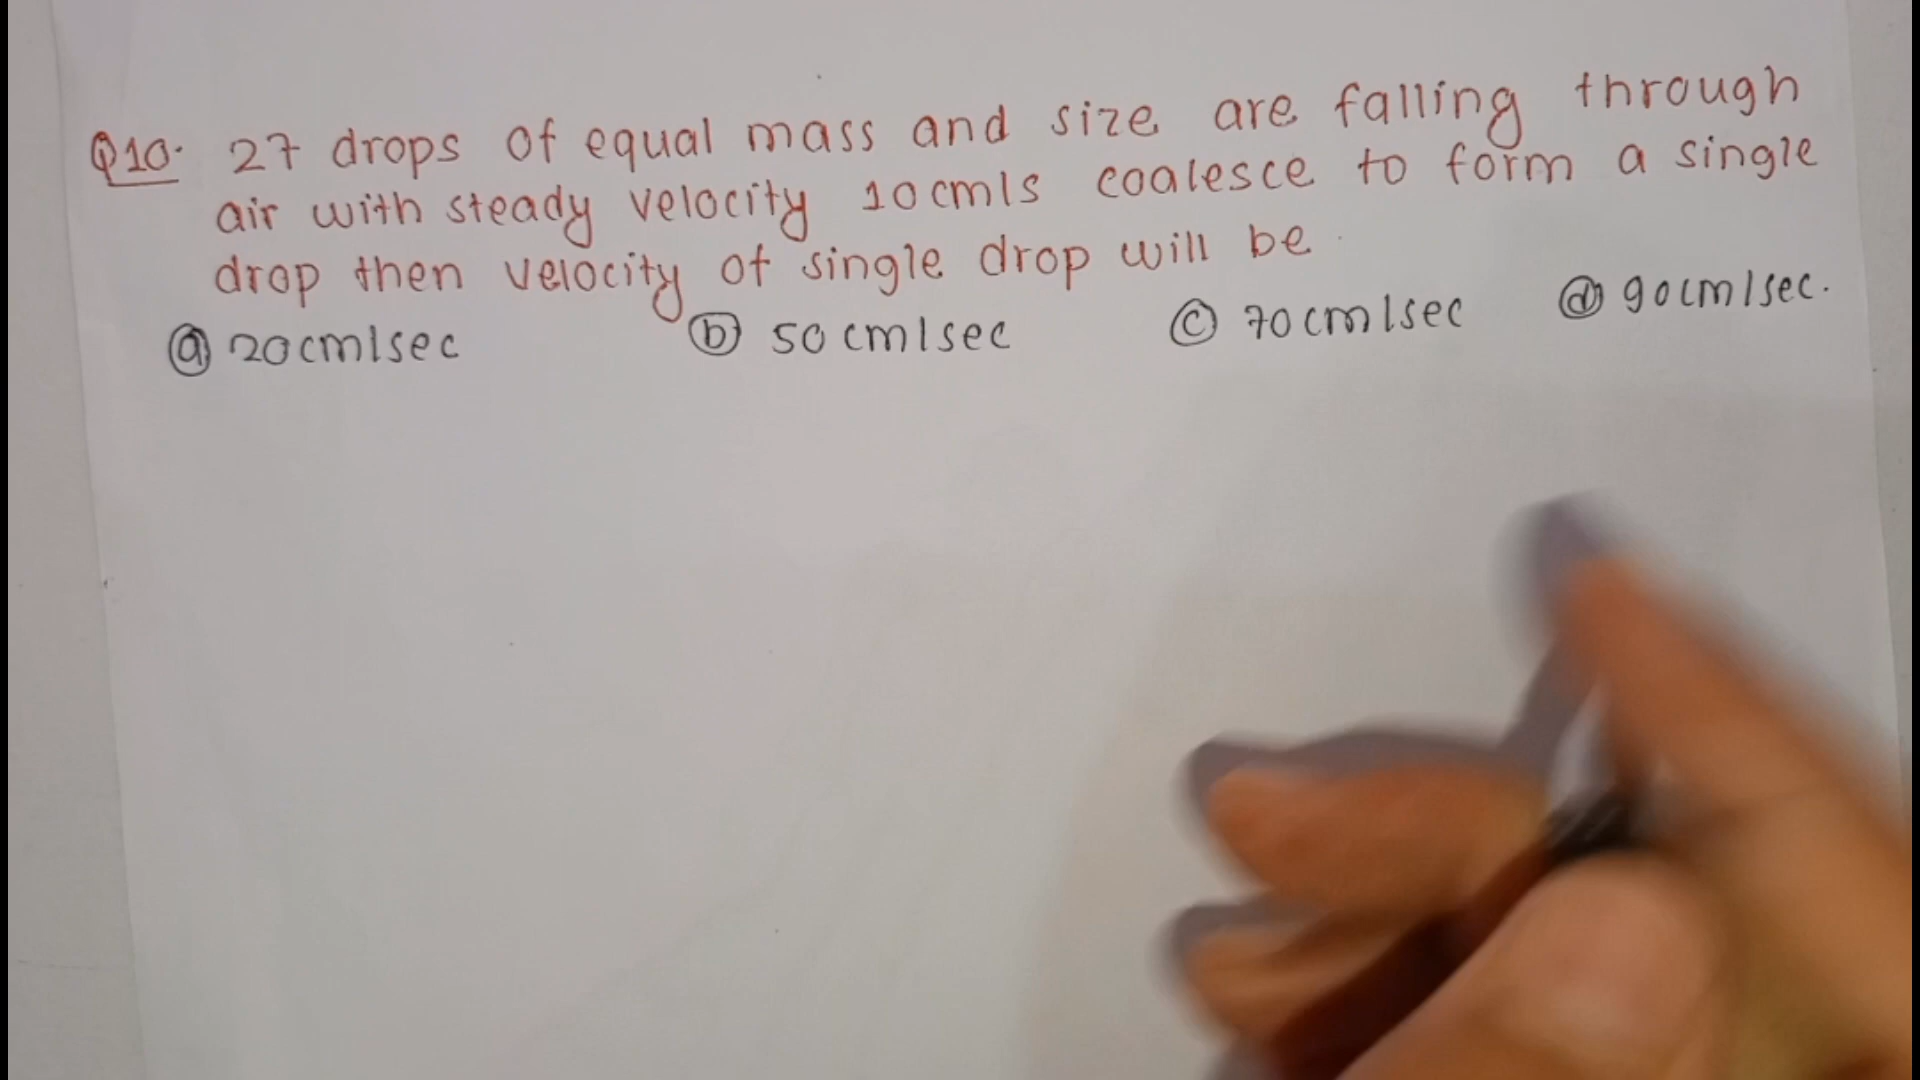 Q10. 27 drops of equal mass and size are falling through
air with steady velocity 10cm/s coalesce to form a single
drop then velocity of single drop will be
(a) 20cm/sec (b) 50 cm/sec (c) 70cm/sec (d) 90cm/sec.